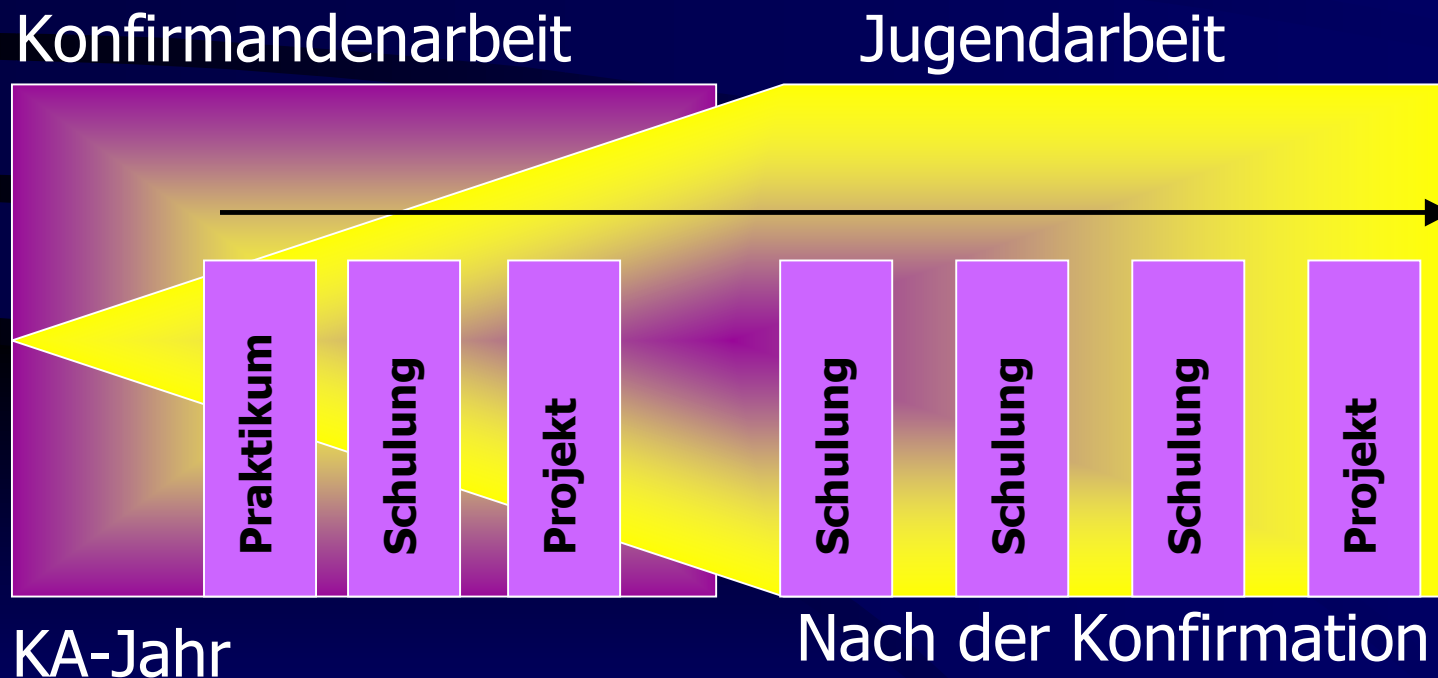 Konfirmandenarbeit
Jugendarbeit
Praktikum
Schulung
Projekt
Schulung
Schulung
Schulung
Projekt
KA-Jahr
Nach der Konfirmation